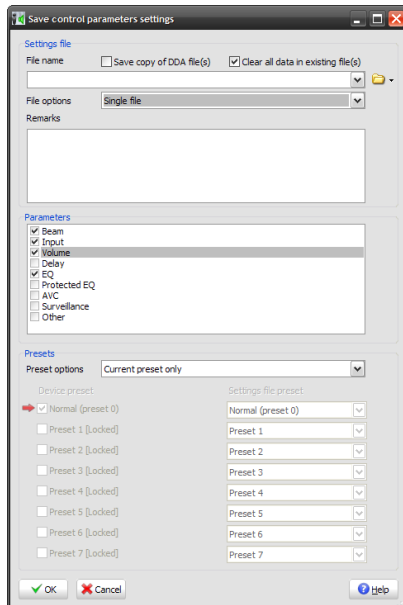 Save control parameters settings
Settings file
File name Save copy of DDA file(s) Clear all data in existing file(s)
File options Single file
Remarks
Parameters
Beam
Input
Volume
Delay
EQ
Protected EQ
AVC
Surveillance
Other
Presets
Preset options Current preset only
Device preset Settings file preset
Normal (preset 0) Normal (preset 0)
Preset 1 [Locked] Preset 1
Preset 2 [Locked] Preset 2
Preset 3 [Locked] Preset 3
Preset 4 [Locked] Preset 4
Preset 5 [Locked] Preset 5
Preset 6 [Locked] Preset 6
Preset 7 [Locked] Preset 7
OK Cancel Help